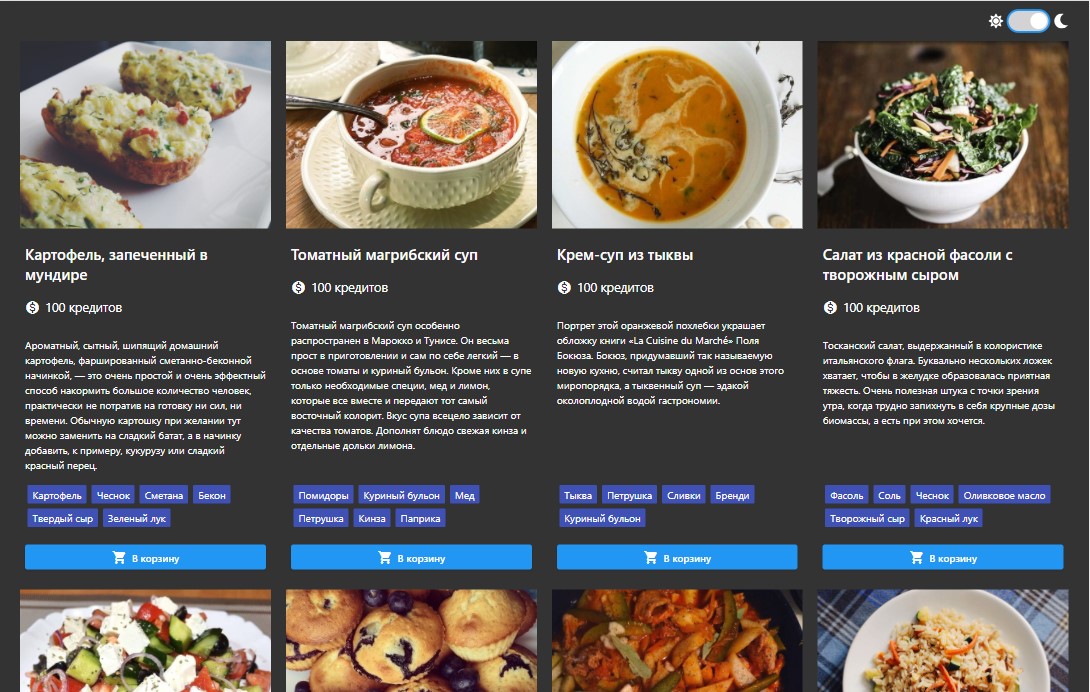 Картофель, запеченный в
мундире
100 кредитов
Ароматный, сытный, шипящий домашний
картофель, фаршированный сметанно-беконной
начинкой, — это очень простой и очень эффектный
способ накормить большое количество человек,
практически не потратив на готовку ни сил, ни
времени. Обычную картошку при желании тут
можно заменить на сладкий батат, а в начинку
добавить, к примеру, кукурузу или сладкий
красный перец.
Картофель Чеснок Сметана Бекон
Твердый сыр Зеленый лук
В корзину
Томатный магрибский суп
100 кредитов
Томатный магрибский суп особенно
распространен в Марокко и Тунисе. Он весьма
прост в приготовлении и сам по себе легкий — в
основе томаты и куриный бульон. Кроме них в супе
только необходимые специи, мед и лимон,
которые все вместе и передают тот самый
восточный колорит. Вкус супа всецело зависит от
качества томатов. Дополнят блюдо свежая кинза и
отдельные дольки лимона.
Помидоры Куриный бульон Мед
Петрушка Кинза Паприка
В корзину
Крем-суп из тыквы
100 кредитов
Портрет этой оранжевой похлебки украшает
обложку книги «La Cuisine du Marché» Поля
Бокюза. Бокюз, придумавший так называемую
новую кухню, считал тыкву одной из основ этого
миропорядка, а тыквенный суп — эдакой
околоплодной водой гастрономии.
Тыква Петрушка Сливки Бренди
Куриный бульон
В корзину
Салат из красной фасоли с
творожным сыром
100 кредитов
Тосканский салат, выдержанный в колористике
итальянского флага. Буквально нескольких ложек
хватает, чтобы в желудке образовалась приятная
тяжесть. Очень полезная штука с точки зрения
утра, когда трудно запихнуть в себя крупные дозы
биомассы, а есть при этом хочется.
Фасоль Соль Чеснок Оливковое масло
Творожный сыр Красный лук
В корзину